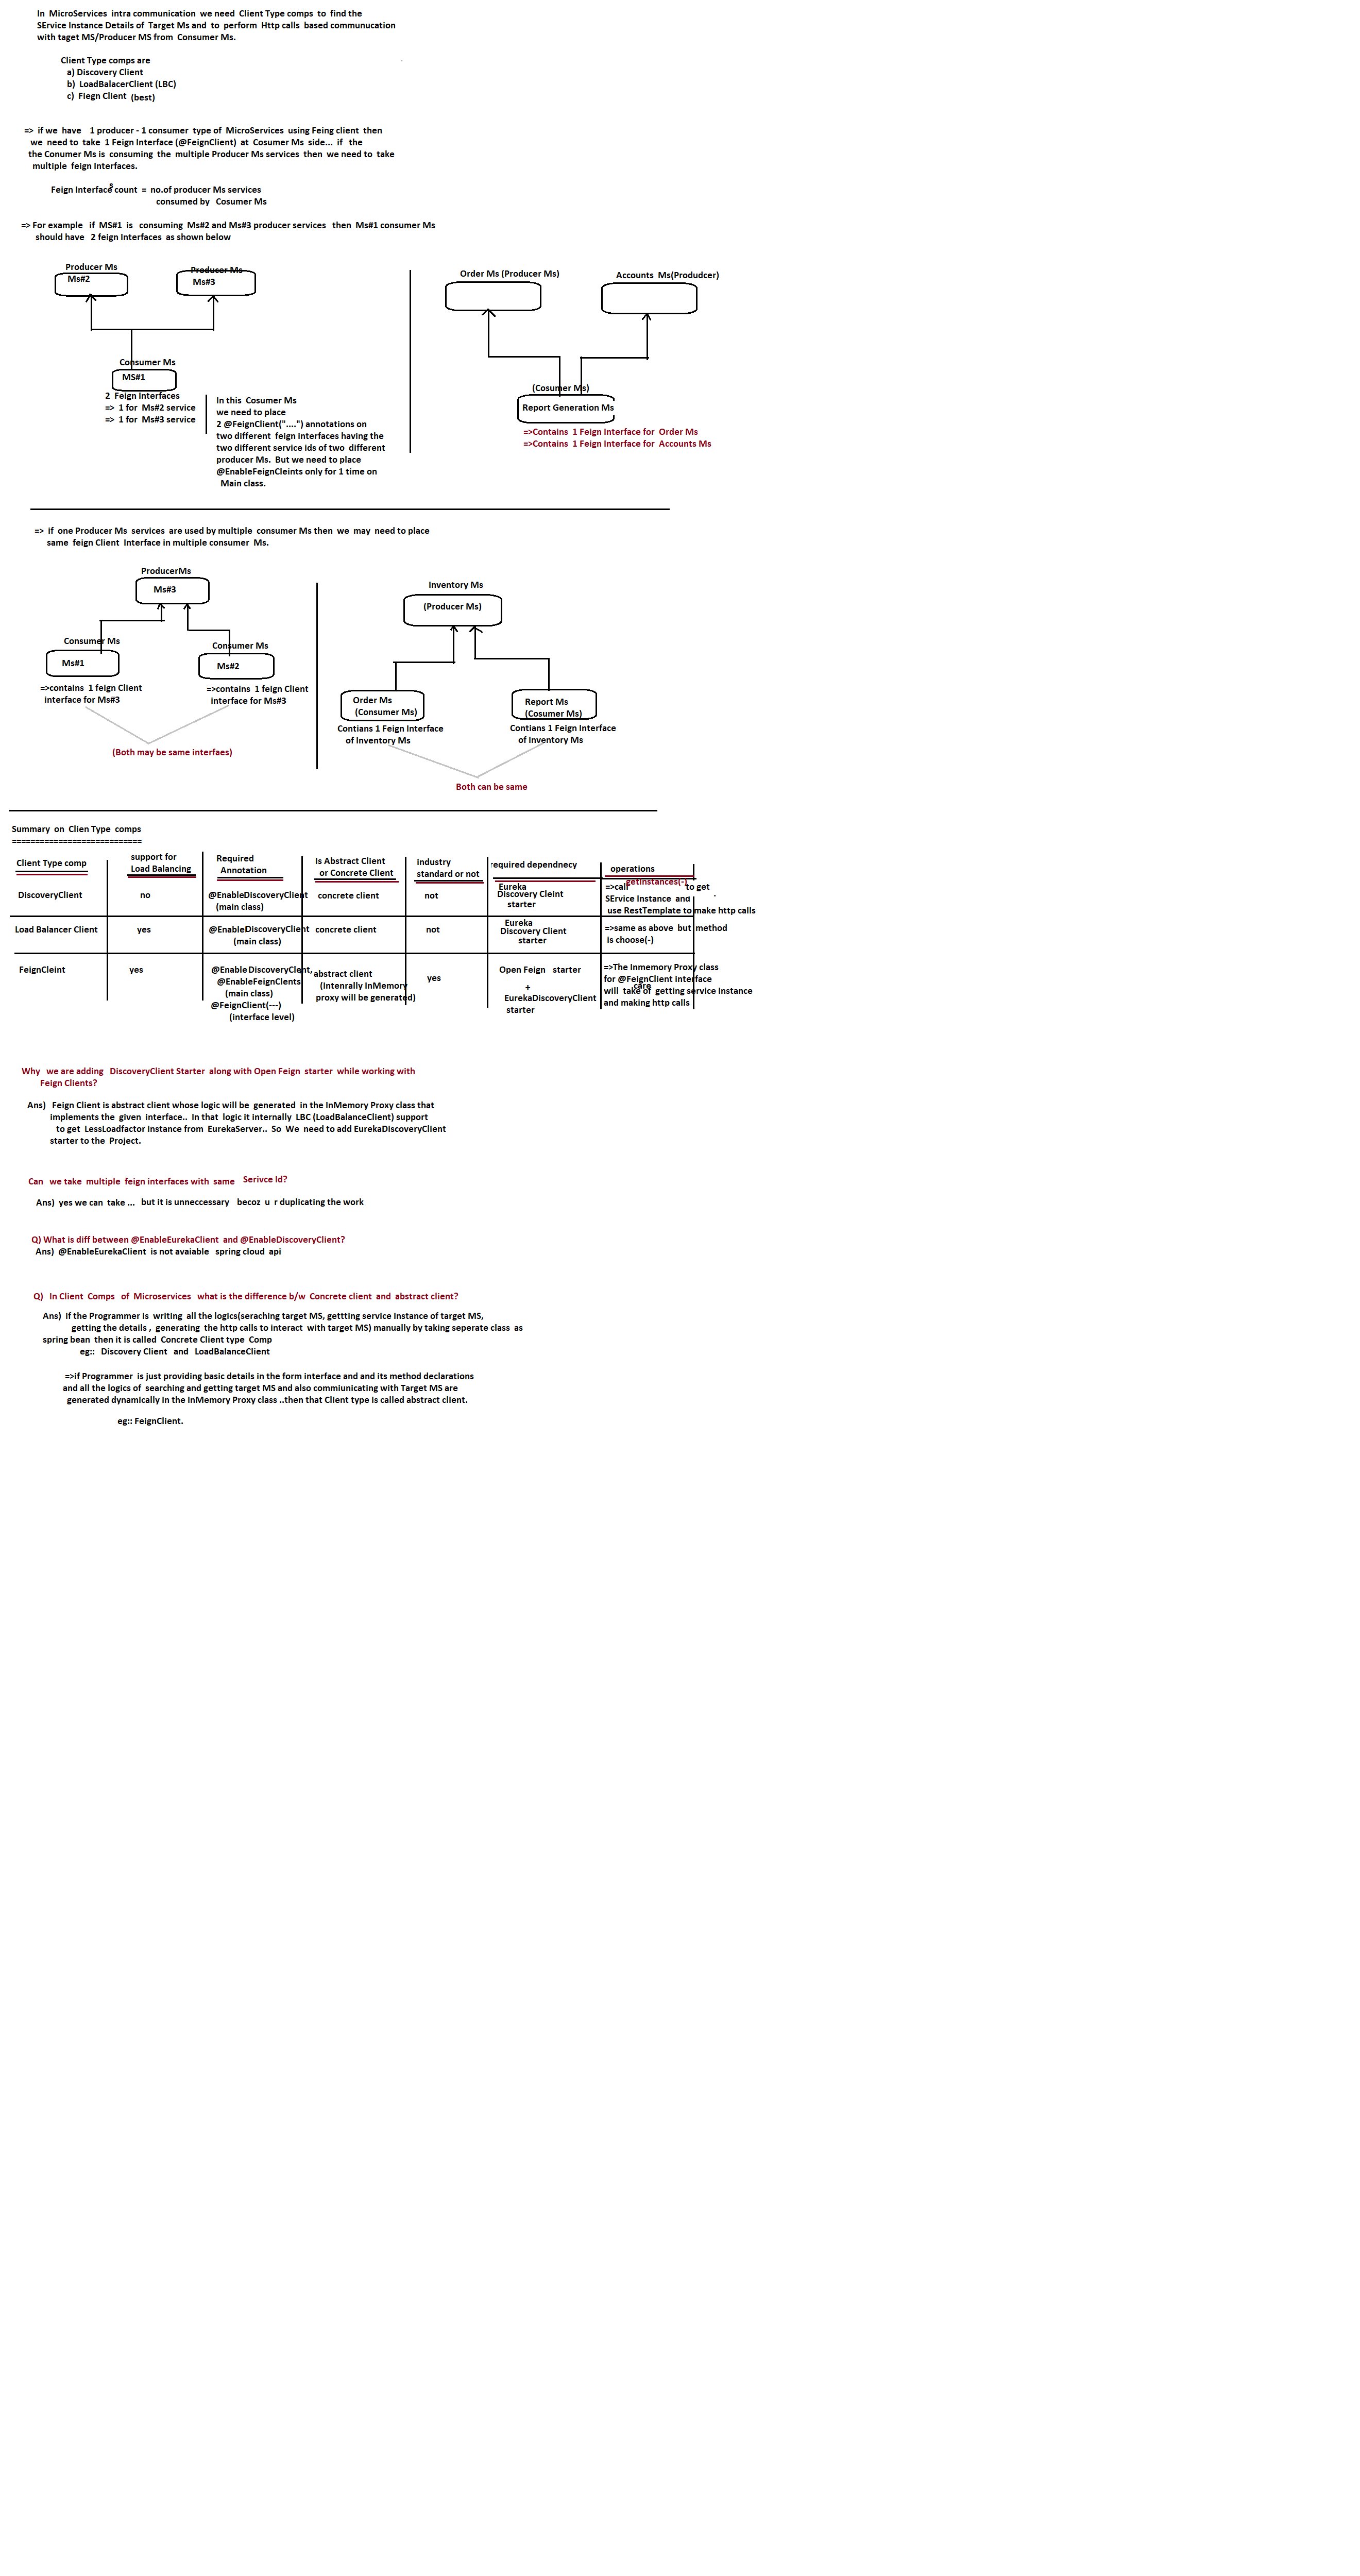 In MicroServices intra communication we need Client Type comps to find the
SErvice Instance Details of Target Ms and to perform Http calls based communucation
with taget MS/Producer MS from Consumer Ms.
Client Type comps are
a) Discovery Client
b) LoadBalacerClient (LBC)
c) Fiegn Client (best)
=> if we have 1 producer - 1 consumer type of MicroServices using Feing client then
we need to take 1 Feign Interface (@FeignClient) at Cosumer Ms side... if the
the Conumer Ms is consuming the multiple Producer Ms services then we need to take
multiple feign Interfaces.
Feign Interfaces count = no.of producer Ms services
consumed by Cosumer Ms
=> For example if MS#1 is consuming Ms#2 and Ms#3 producer services then Ms#1 consumer Ms
should have 2 feign Interfaces as shown below
Producer Ms
Ms#2
Producer Ms
Ms#3
Consumer Ms
MS#1
2 Feign Interfaces
=> 1 for Ms#2 service
=> 1 for Ms#3 service
In this Cosumer Ms
we need to place
2 @FeignClient("....") annotations on
two different feign interfaces having the
two different service ids of two different
producer Ms. But we need to place
@EnableFeignCleints only for 1 time on
Main class.
Order Ms (Producer Ms)
Accounts Ms(Produdcer)
(Cosumer Ms)
Report Generation Ms
=>Contains 1 Feign Interface for Order Ms
=>Contains 1 Feign Interface for Accounts Ms
=> if one Producer Ms services are used by multiple consumer Ms then we may need to place
same feign Client Interface in multiple consumer Ms.
ProducerMs
Ms#3
Consumer Ms
Ms#1
Consumer Ms
Ms#2
=>contains 1 feign Client
interface for Ms#3
=>contains 1 feign Client
interface for Ms#3
(Both may be same interfaes)
Inventory Ms
(Producer Ms)
Order Ms
(Consumer Ms)
Report Ms
(Cosumer Ms)
Contians 1 Feign Interface
of Inventory Ms
Contians 1 Feign Interface
of Inventory Ms
Both can be same
Summary on Clien Type comps
============================
Client Type comp
support for
Load Balancing
Required
Annotation
Is Abstract Client
or Concrete Client
industry
standard or not
required dependnecy
operations
DiscoveryClient
no
@EnableDiscoveryClient
(main class)
concrete client
not
Eureka
Discovery Cleint
starter
=>call getInstances(-) to get
SErvice Instance and
use RestTemplate to make http calls
Load Balancer Client
yes
@EnableDiscoveryClient
(main class)
concrete client
not
Eureka
Discovery Client
starter
=>same as above but method
is choose(-)
FeignCleint
yes
@EnableDiscoveryClent,
@EnableFeignClents
(main class)
@FeignClient(---)
(interface level)
abstract client
(Intenrally InMemory
proxy will be generated)
yes
Open Feign starter
+
EurekaDiscoveryClient
starter
=>The Inmemory Proxy class
for @FeignClient interface
will take care of getting service Instance
and making http calls
Why we are adding DiscoveryClient Starter along with Open Feign starter while working with
Feign Clients?
Ans) Feign Client is abstract client whose logic will be generated in the InMemory Proxy class that
implements the given interface.. In that logic it internally LBC (LoadBalanceClient) support
to get LessLoadfactor instance from EurekaServer.. So We need to add EurekaDiscoveryClient
starter to the Project.
Can we take multiple feign interfaces with same Serivce Id?
Ans) yes we can take ... but it is unneccessary becoz u r duplicating the work
Q) What is diff between @EnableEurekaClient and @EnableDiscoveryClient?
Ans) @EnableEurekaClient is not avaiable spring cloud api
Q) In Client Comps of Microservices what is the difference b/w Concrete client and abstract client?
Ans) if the Programmer is writing all the logics(seraching target MS, gettting service Instance of target MS,
getting the details , generating the http calls to interact with target MS) manually by taking seperate class as
spring bean then it is called Concrete Client type Comp
eg:: Discovery Client and LoadBalanceClient
=>if Programmer is just providing basic details in the form interface and and its method declarations
and all the logics of searching and getting target MS and also commiunicating with Target MS are
generated dynamically in the InMemory Proxy class ..then that Client type is called abstract client.
eg:: FeignClient.